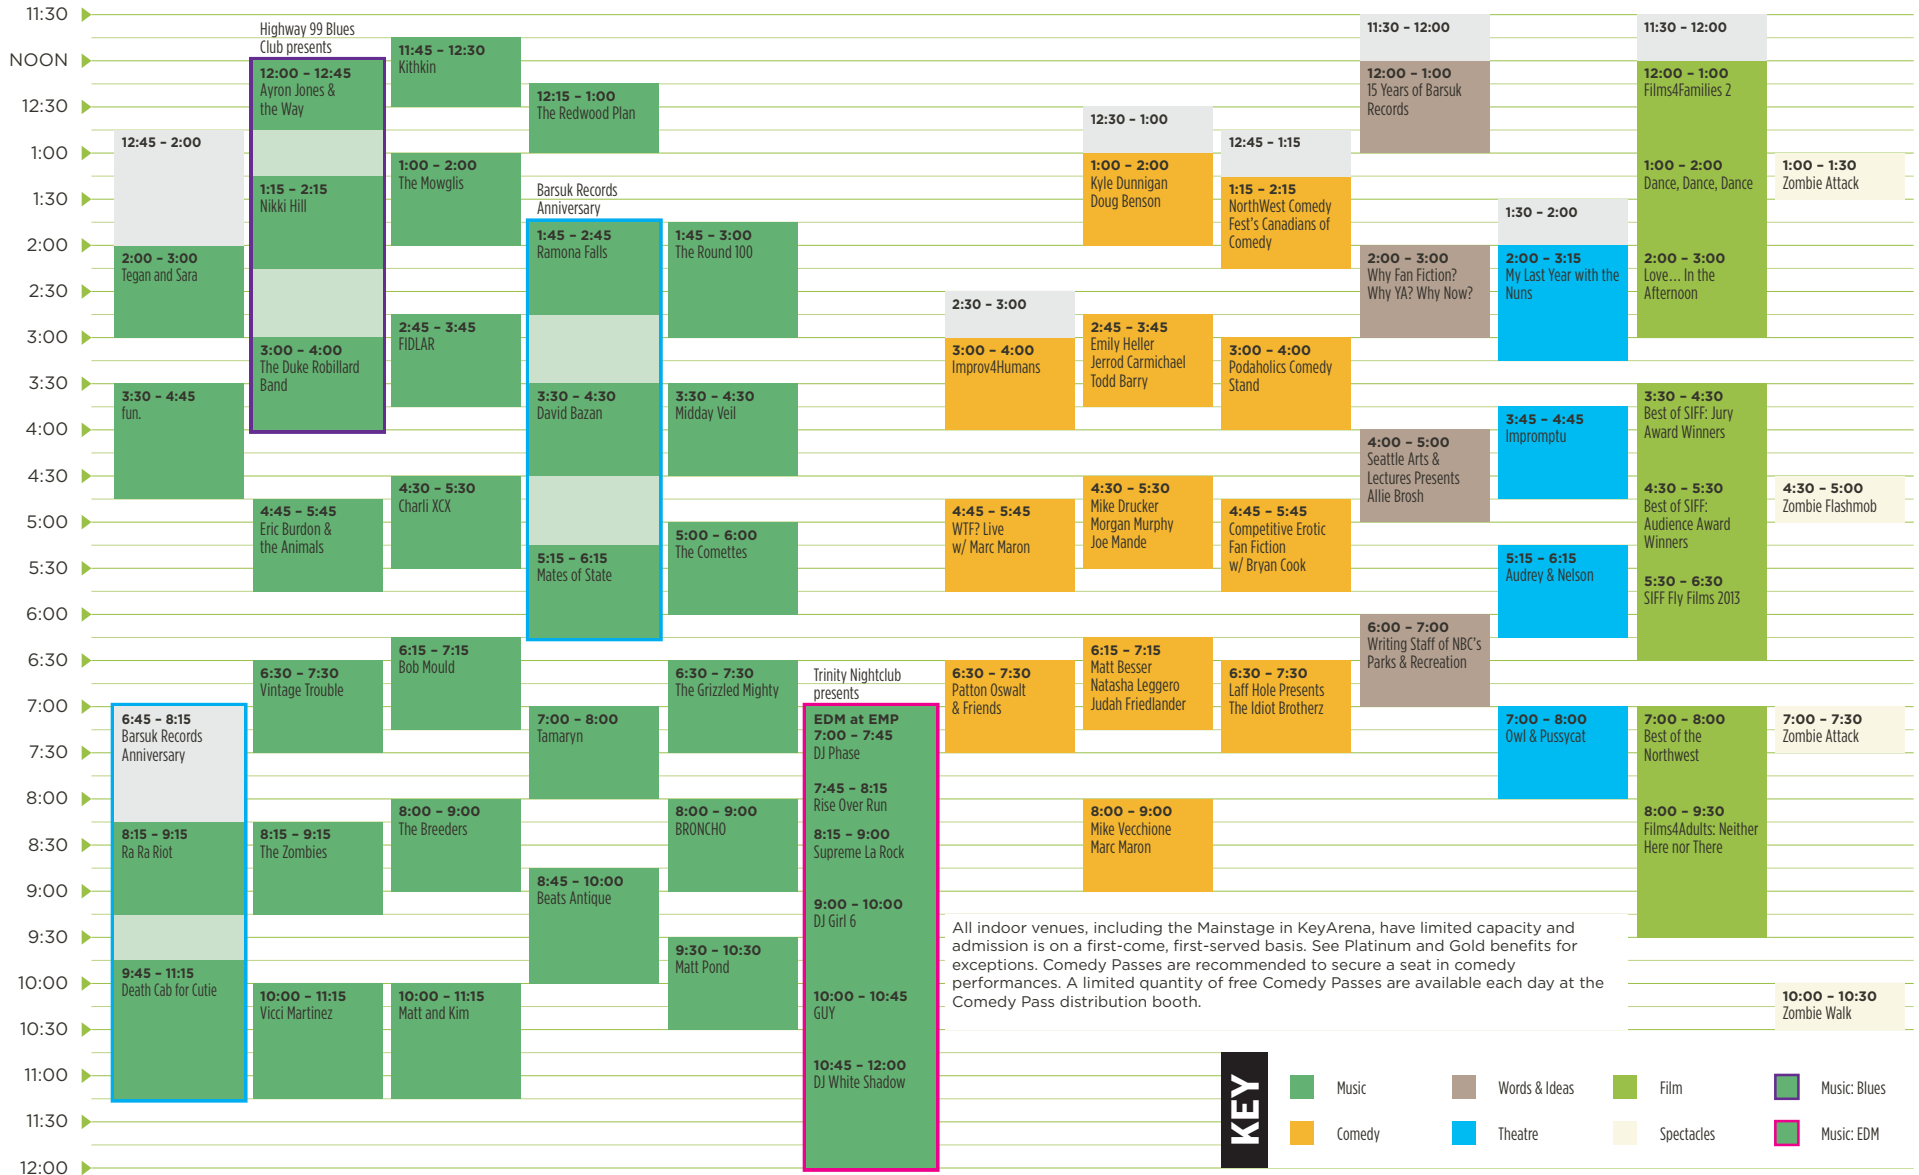 11:30
NOON
12:30
1:00
1:30
2:00
2:30
3:00
3:30
4:00
4:30
5:00
5:30
6:00
6:30
7:00
7:30
8:00
8:30
9:00
9:30
10:00
10:30
11:00
11:30
12:00
12:45 – 2:00
2:00 – 3:00
Tegan and Sara
3:30 – 4:45
fun.
6:45 – 8:15
Barsuk Records
Anniversary
8:15 – 9:15
Ra Ra Riot
9:45 – 11:15
Death Cab for Cutie
Highway 99 Blues
Club presents
12:00 – 12:45
Ayron Jones &
the Way
1:15 – 2:15
Nikki Hill
3:00 – 4:00
The Duke Robillard
Band
4:45 – 5:45
Eric Burdon &
the Animals
6:30 – 7:30
Vintage Trouble
8:15 – 9:15
The Zombies
10:00 – 11:15
Vicci Martinez
11:45 – 12:30
Kithkin
1:00 – 2:00
The Mowglis
2:45 – 3:45
FIDLAR
4:30 – 5:30
Charli XCX
6:15 – 7:15
Bob Mould
8:00 – 9:00
The Breeders
10:00 – 11:15
Matt and Kim
12:15 – 1:00
The Redwood Plan
Barsuk Records
Anniversary
1:45 – 2:45
Ramona Falls
3:30 – 4:30
David Bazan
5:15 – 6:15
Mates of State
7:00 – 8:00
Tamaryn
8:45 – 10:00
Beats Antique
1:45 – 3:00
The Round 100
3:30 – 4:30
Midday Veil
5:00 – 6:00
The Comettes
6:30 – 7:30
The Grizzled Mighty
8:00 – 9:00
BRONCHO
9:30 – 10:30
Matt Pond
Trinity Nightclub
presents
EDM at EMP
7:00 – 7:45
DJ Phase
7:45 – 8:15
Rise Over Run
8:15 – 9:00
Supreme La Rock
9:00 – 10:00
DJ Girl 6
10:00 – 10:45
GUY
10:45 – 12:00
DJ White Shadow
2:30 – 3:00
3:00 – 4:00
Improv4Humans
4:45 – 5:45
WTF? Live
w/ Marc Maron
6:30 – 7:30
Patton Oswalt
& Friends
12:30 – 1:00
1:00 – 2:00
Kyle Dunnigan
Doug Benson
2:45 – 3:45
Emily Heller
Jerrod Carmichael
Todd Barry
4:30 – 5:30
Mike Drucker
Morgan Murphy
Joe Mande
6:15 – 7:15
Matt Besser
Natasha Leggero
Judah Friedlander
8:00 – 9:00
Mike Vecchione
Marc Maron
12:45 – 1:15
1:15 – 2:15
NorthWest Comedy
Fest's Canadians of
Comedy
3:00 – 4:00
Podaholics Comedy
Stand
4:45 – 5:45
Competitive Erotic
Fan Fiction
w/ Bryan Cook
6:30 – 7:30
Laff Hole Presents
The Idiot Brotherz
11:30 – 12:00
12:00 – 1:00
15 Years of Barsuk
Records
2:00 – 3:00
Why Fan Fiction?
Why YA? Why Now?
4:00 – 5:00
Seattle Arts &
Lectures Presents
Allie Brosh
6:00 – 7:00
Writing Staff of NBC's
Parks & Recreation
1:30 – 2:00
2:00 – 3:15
My Last Year with the
Nuns
3:45 – 4:45
Impromptu
5:15 – 6:15
Audrey & Nelson
7:00 – 8:00
Owl & Pussycat
11:30 – 12:00
12:00 – 1:00
Films4Families 2
1:00 – 2:00
Dance, Dance, Dance
2:00 – 3:00
Love... In the
Afternoon
3:30 – 4:30
Best of SIFF: Jury
Award Winners
4:30 – 5:30
Best of SIFF:
Audience Award
Winners
5:30 – 6:30
SIFF Fly Films 2013
7:00 – 8:00
Best of the
Northwest
8:00 – 9:30
Films4Adults: Neither
Here nor There
1:00 – 1:30
Zombie Attack
4:30 – 5:00
Zombie Flashmob
7:00 – 7:30
Zombie Attack
10:00 – 10:30
Zombie Walk
All indoor venues, including the Mainstage in KeyArena, have limited capacity and
admission is on a first-come, first-served basis. See Platinum and Gold benefits for
exceptions. Comedy Passes are recommended to secure a seat in comedy
performances. A limited quantity of free Comedy Passes are available each day at the
Comedy Pass distribution booth.
KEY
Music
Words & Ideas
Film
Music: Blues
Comedy
Theatre
Spectacles
Music: EDM